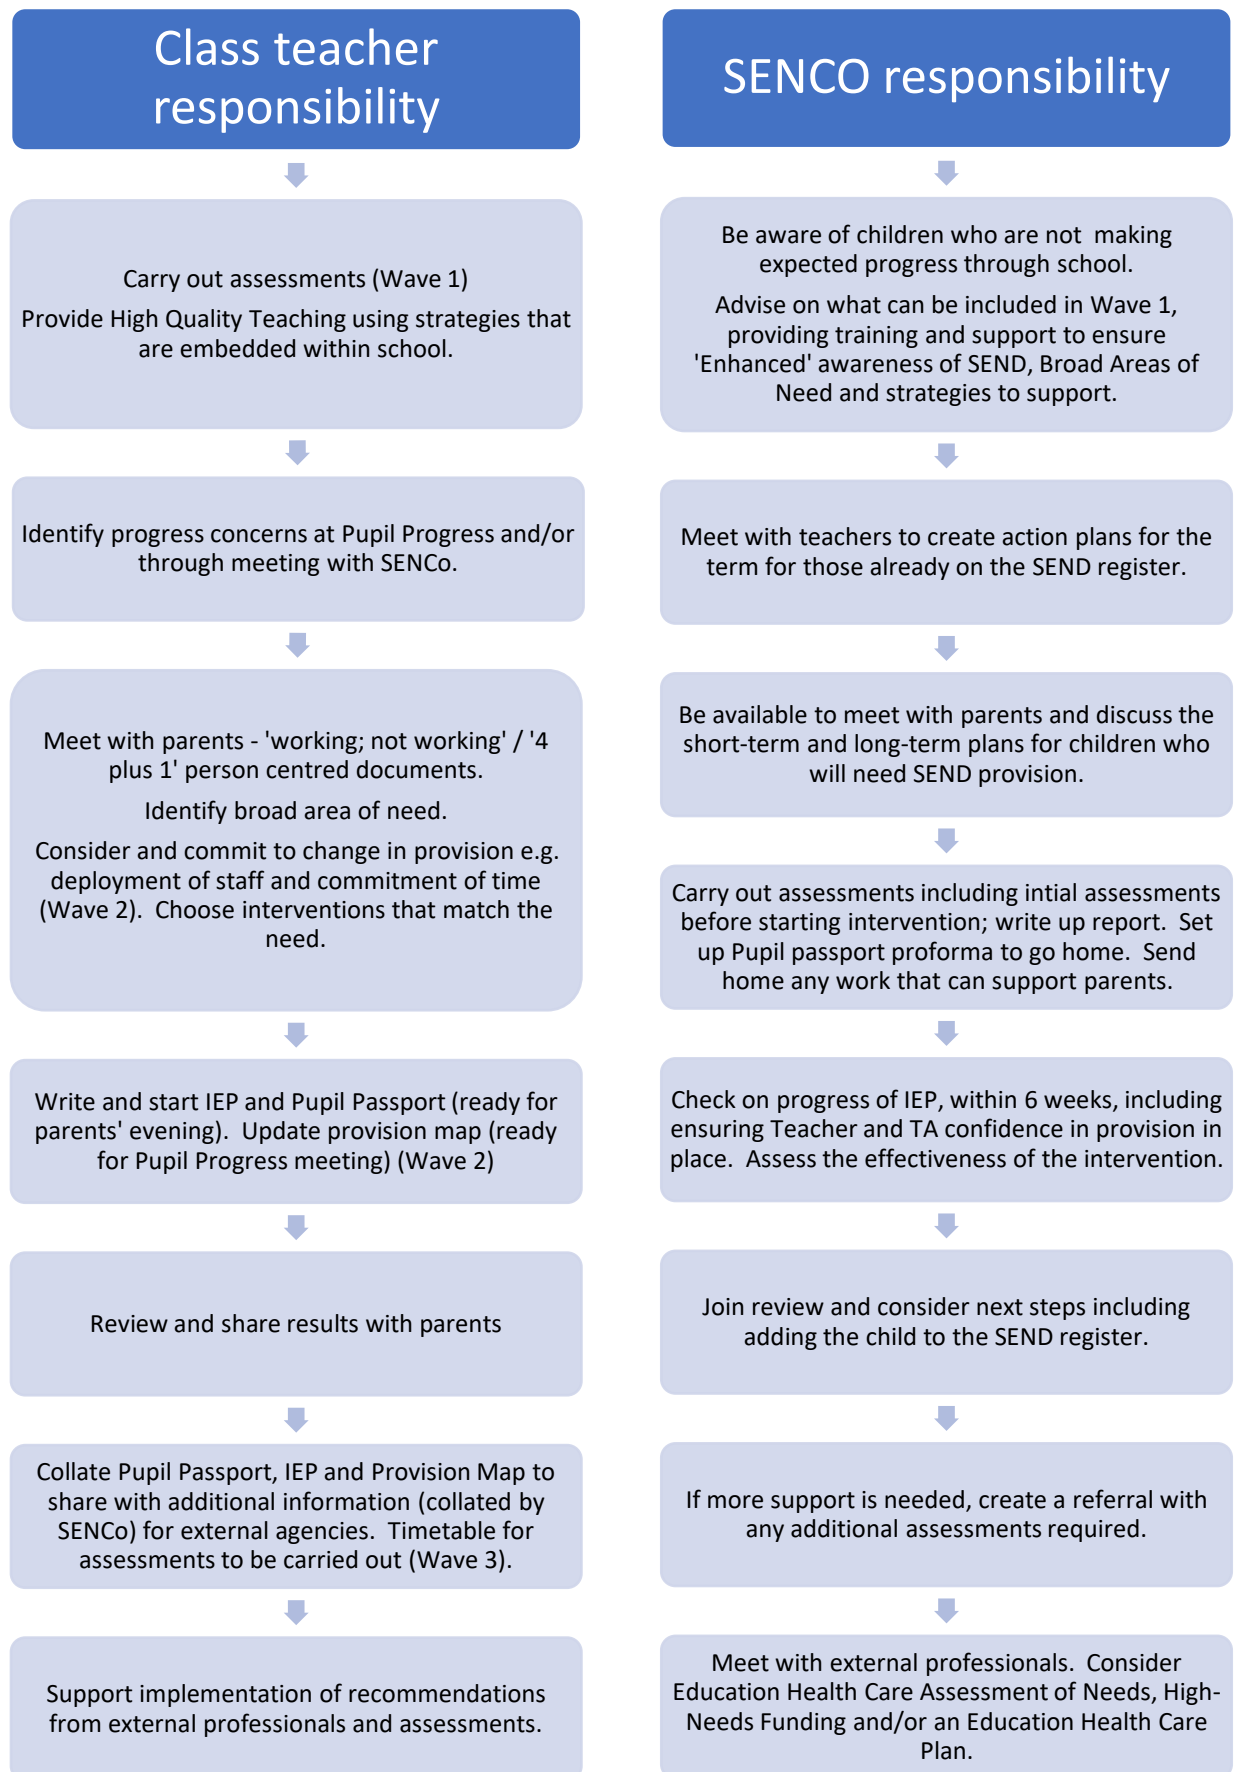 Class teacher
responsibility
Carry out assessments (Wave 1)
Provide High Quality Teaching using strategies that
are embedded within school.
Identify progress concerns at Pupil Progress and/or
through meeting with SENCo.
Meet with parents - 'working; not working' / '4
plus 1' person centred documents.
Identify broad area of need.
Consider and commit to change in provision e.g.
deployment of staff and commitment of time
(Wave 2).  Choose interventions that match the
need.
Write and start IEP and Pupil Passport (ready for
parents' evening).  Update provision map (ready
for Pupil Progress meeting) (Wave 2)
Review and share results with parents
Collate Pupil Passport, IEP and Provision Map to
share with additional information (collated by
SENCo) for external agencies.  Timetable for
assessments to be carried out (Wave 3).
Support implementation of recommendations
from external professionals and assessments.
SENCO responsibility
Be aware of children who are not  making
expected progress through school.
Advise on what can be included in Wave 1,
providing training and support to ensure
'Enhanced' awareness of SEND, Broad Areas of
Need and strategies to support.
Meet with teachers to create action plans for the
term for those already on the SEND register.
Be available to meet with parents and discuss the
short-term and long-term plans for children who
will need SEND provision.
Carry out assessments including intial assessments
before starting intervention; write up report.  Set
up Pupil passport proforma to go home.  Send
home any work that can support parents.
Check on progress of IEP, within 6 weeks, including
ensuring Teacher and TA confidence in provision in
place.  Assess the effectiveness of the intervention.
Join review and consider next steps including
adding the child to the SEND register.
If more support is needed, create a referral with
any additional assessments required.
Meet with external professionals.  Consider
Education Health Care Assessment of Needs, High-
Needs Funding and/or an Education Health Care
Plan.